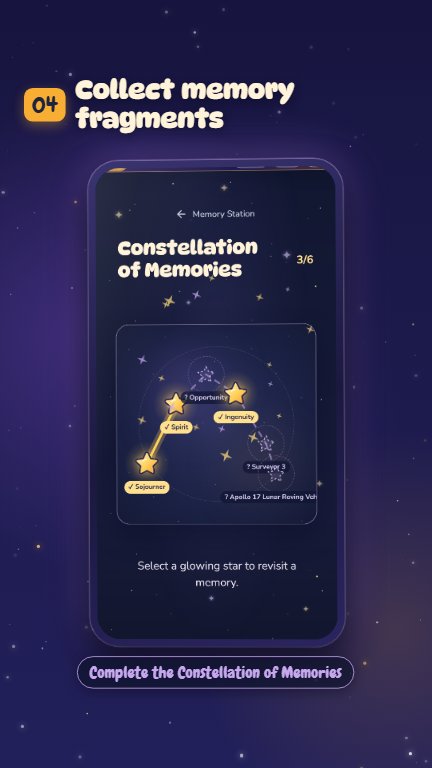 04
Collect memory
fragments
← Memory Station
Constellation
of Memories
3/6
? Opportunity
✓ Ingenuity
✓ Spirit
? Surveyor 3
✓ Sojourner
? Apollo 17 Lunar Roving Veh
Select a glowing star to revisit a
memory.
Complete the Constellation of Memories